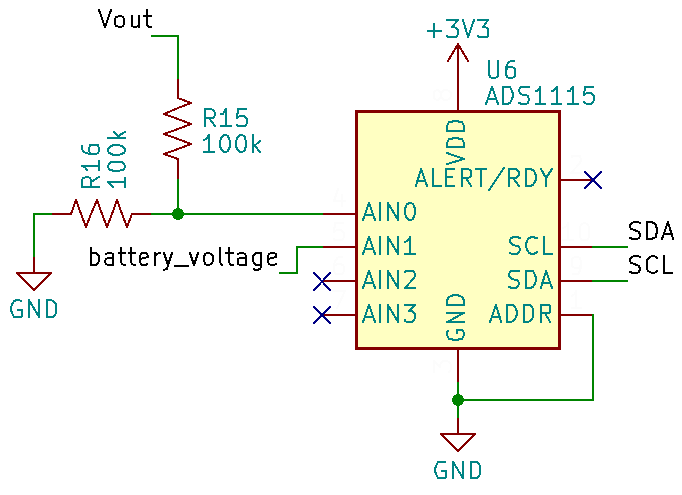 Vout
+3V3
U6
ADS1115
R15
100k
R16
100k
VDD
ALERT/RDY
AIN0
AIN1
AIN2
AIN3
battery_voltage
SCL
SDA
ADDR
GND
SDA
SCL
GND
GND